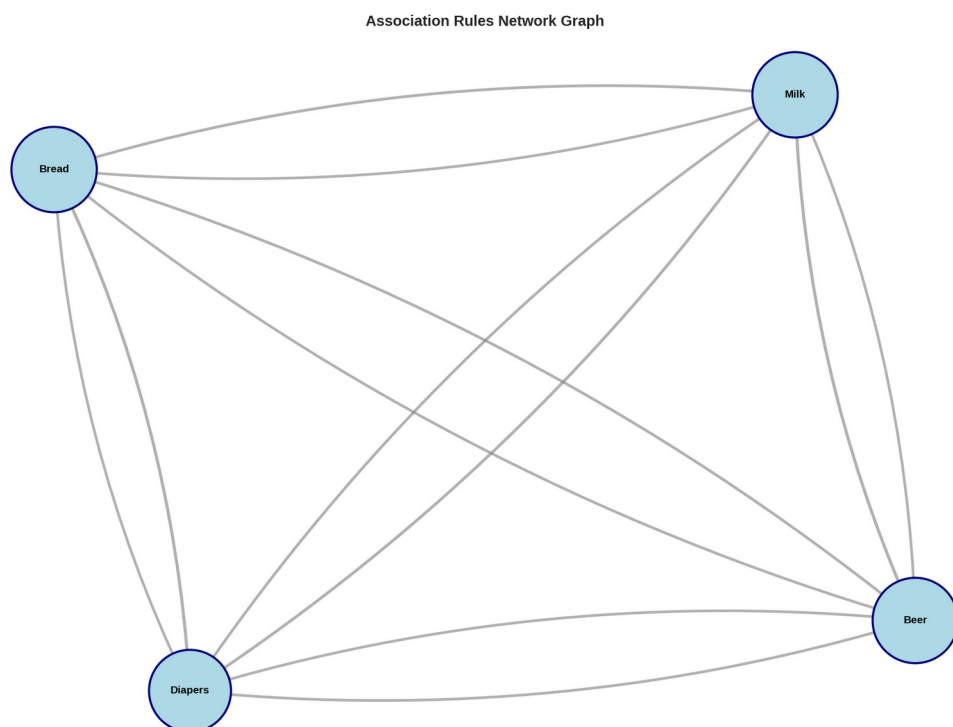 Association Rules Network Graph
Milk
Bread
Beer
Diapers